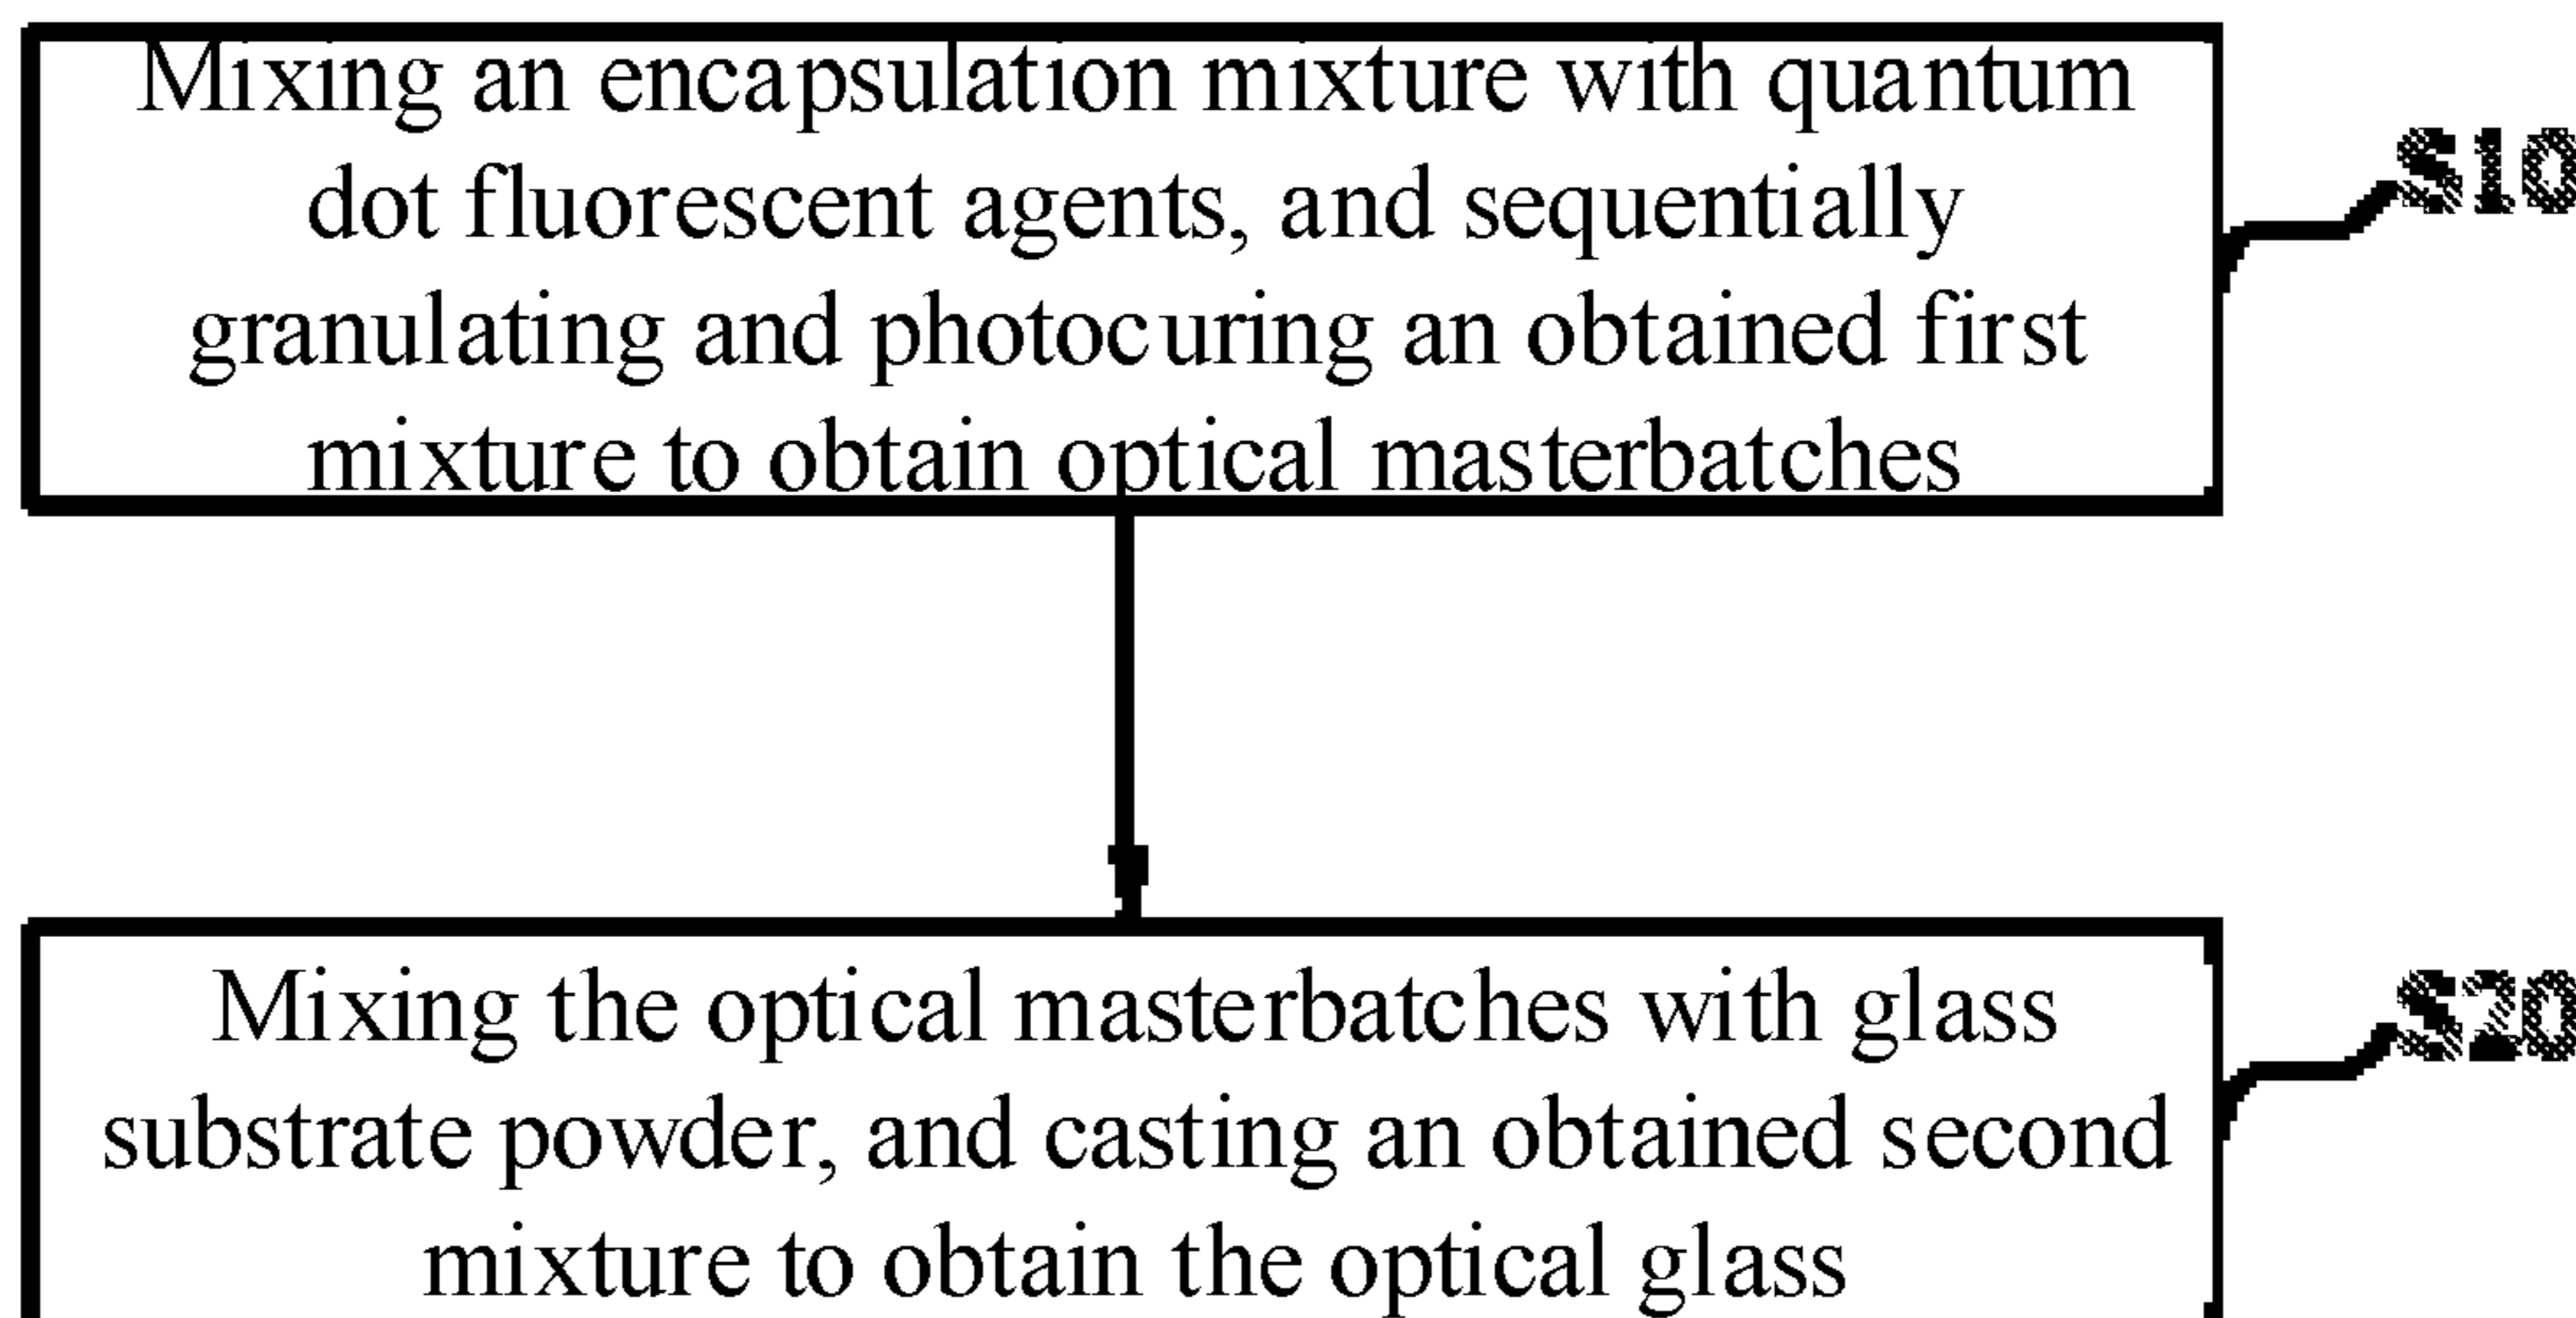 Mixing an encapsulation mixture with quantum
dot fluorescent agents, and sequentially
granulating and photocuring an obtained first
mixture to obtain optical masterbatches
S10
Mixing the optical masterbatches with glass
substrate powder, and casting an obtained second
mixture to obtain the optical glass
S20